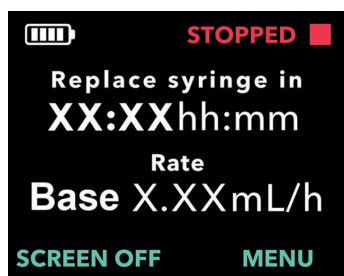 STOPPED
Replace syringe in
XX:XXhh:mm
Rate
Base X.XXmL/h
SCREEN OFF MENU